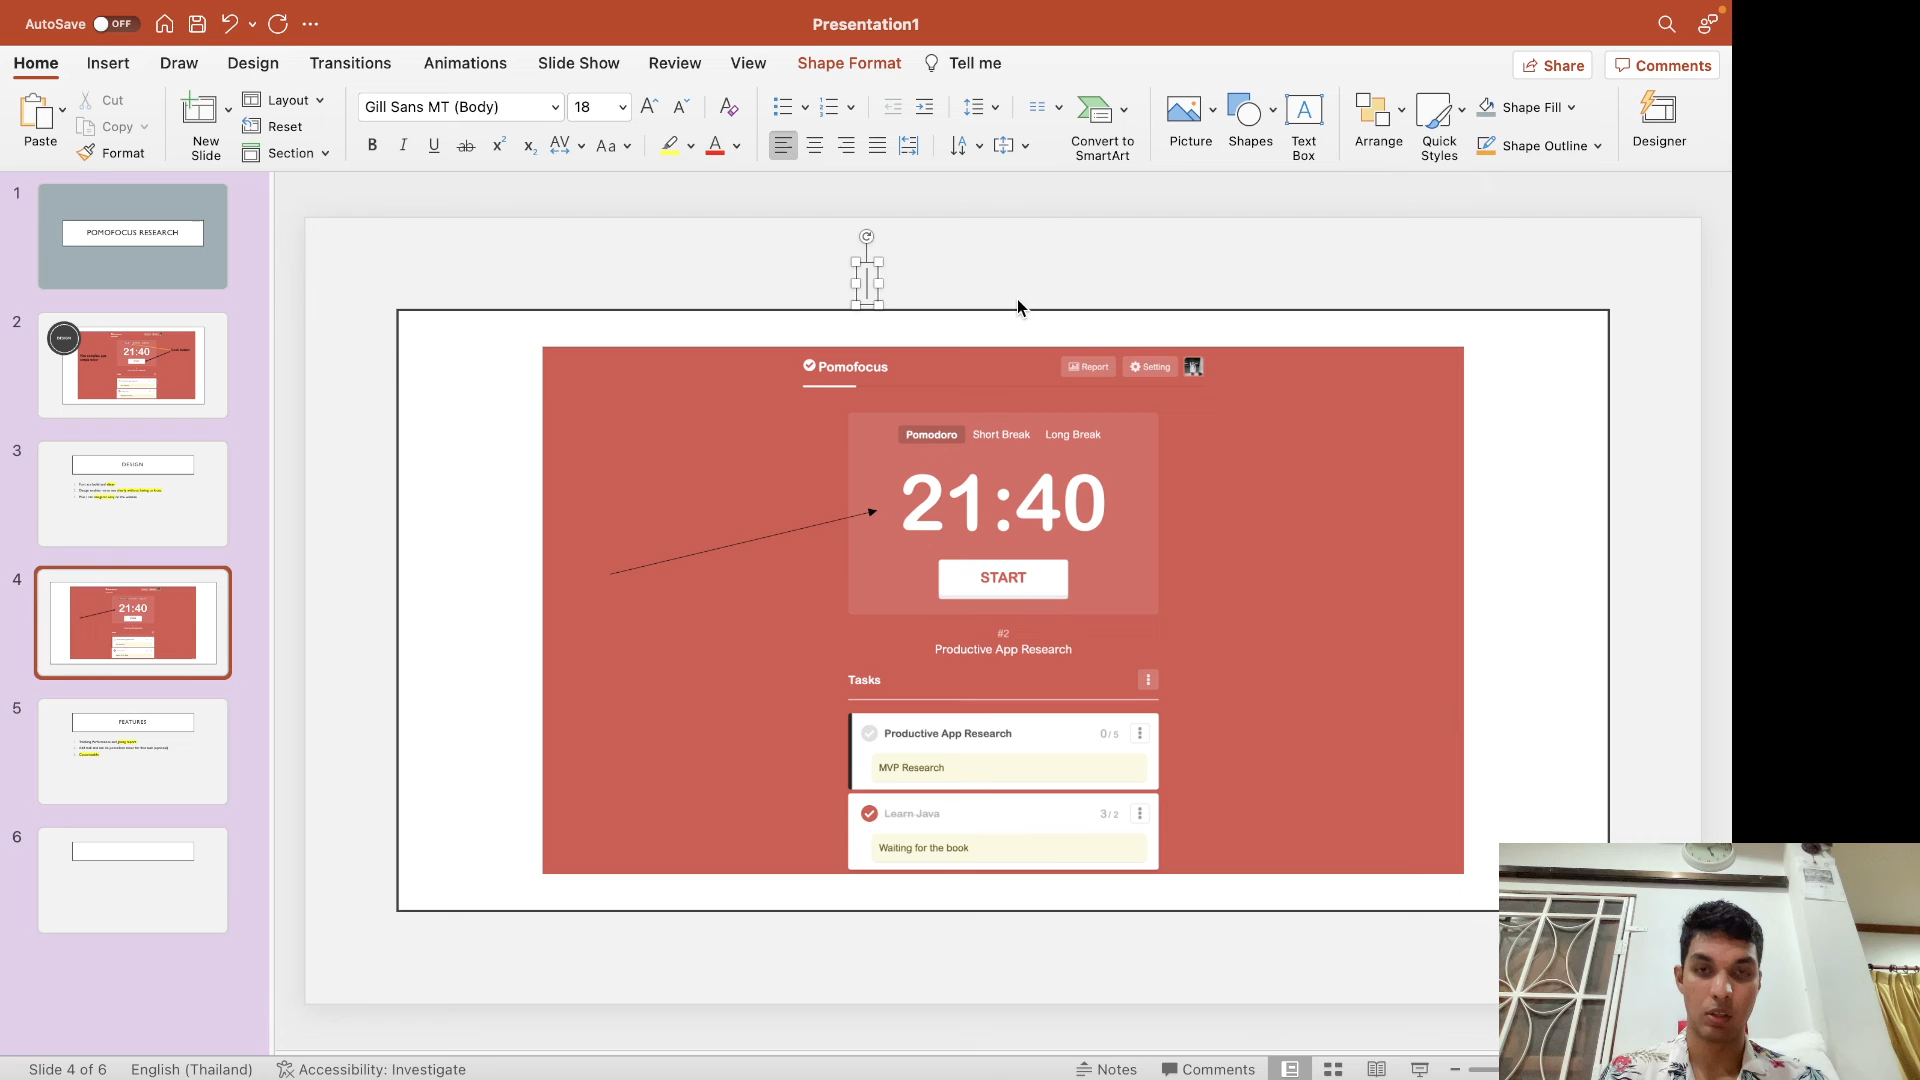 AutoSave OFF
Presentation1
Home Insert Draw Design Transitions Animations Slide Show Review View Shape Format Tell me
Share Comments
Paste
Cut
Copy
Format
New
Slide
Layout
Reset
Section
Gill Sans MT (Body) 18
Convert to
SmartArt
Picture
Shapes
Text
Box
Arrange
Quick
Styles
Shape Fill
Shape Outline
Designer
1
POMOFOCUS RESEARCH
2
DESIGN
21:40
3
DESIGN
4
21:40
5
FEATURES
6
Pomofocus
Report
Setting
Pomodoro Short Break Long Break
21:40
START
#2
Productive App Research
Tasks
Productive App Research 0/5
MVP Research
Learn Java 3/2
Waiting for the book
Slide 4 of 6 English (Thailand) Accessibility: Investigate
Notes Comments